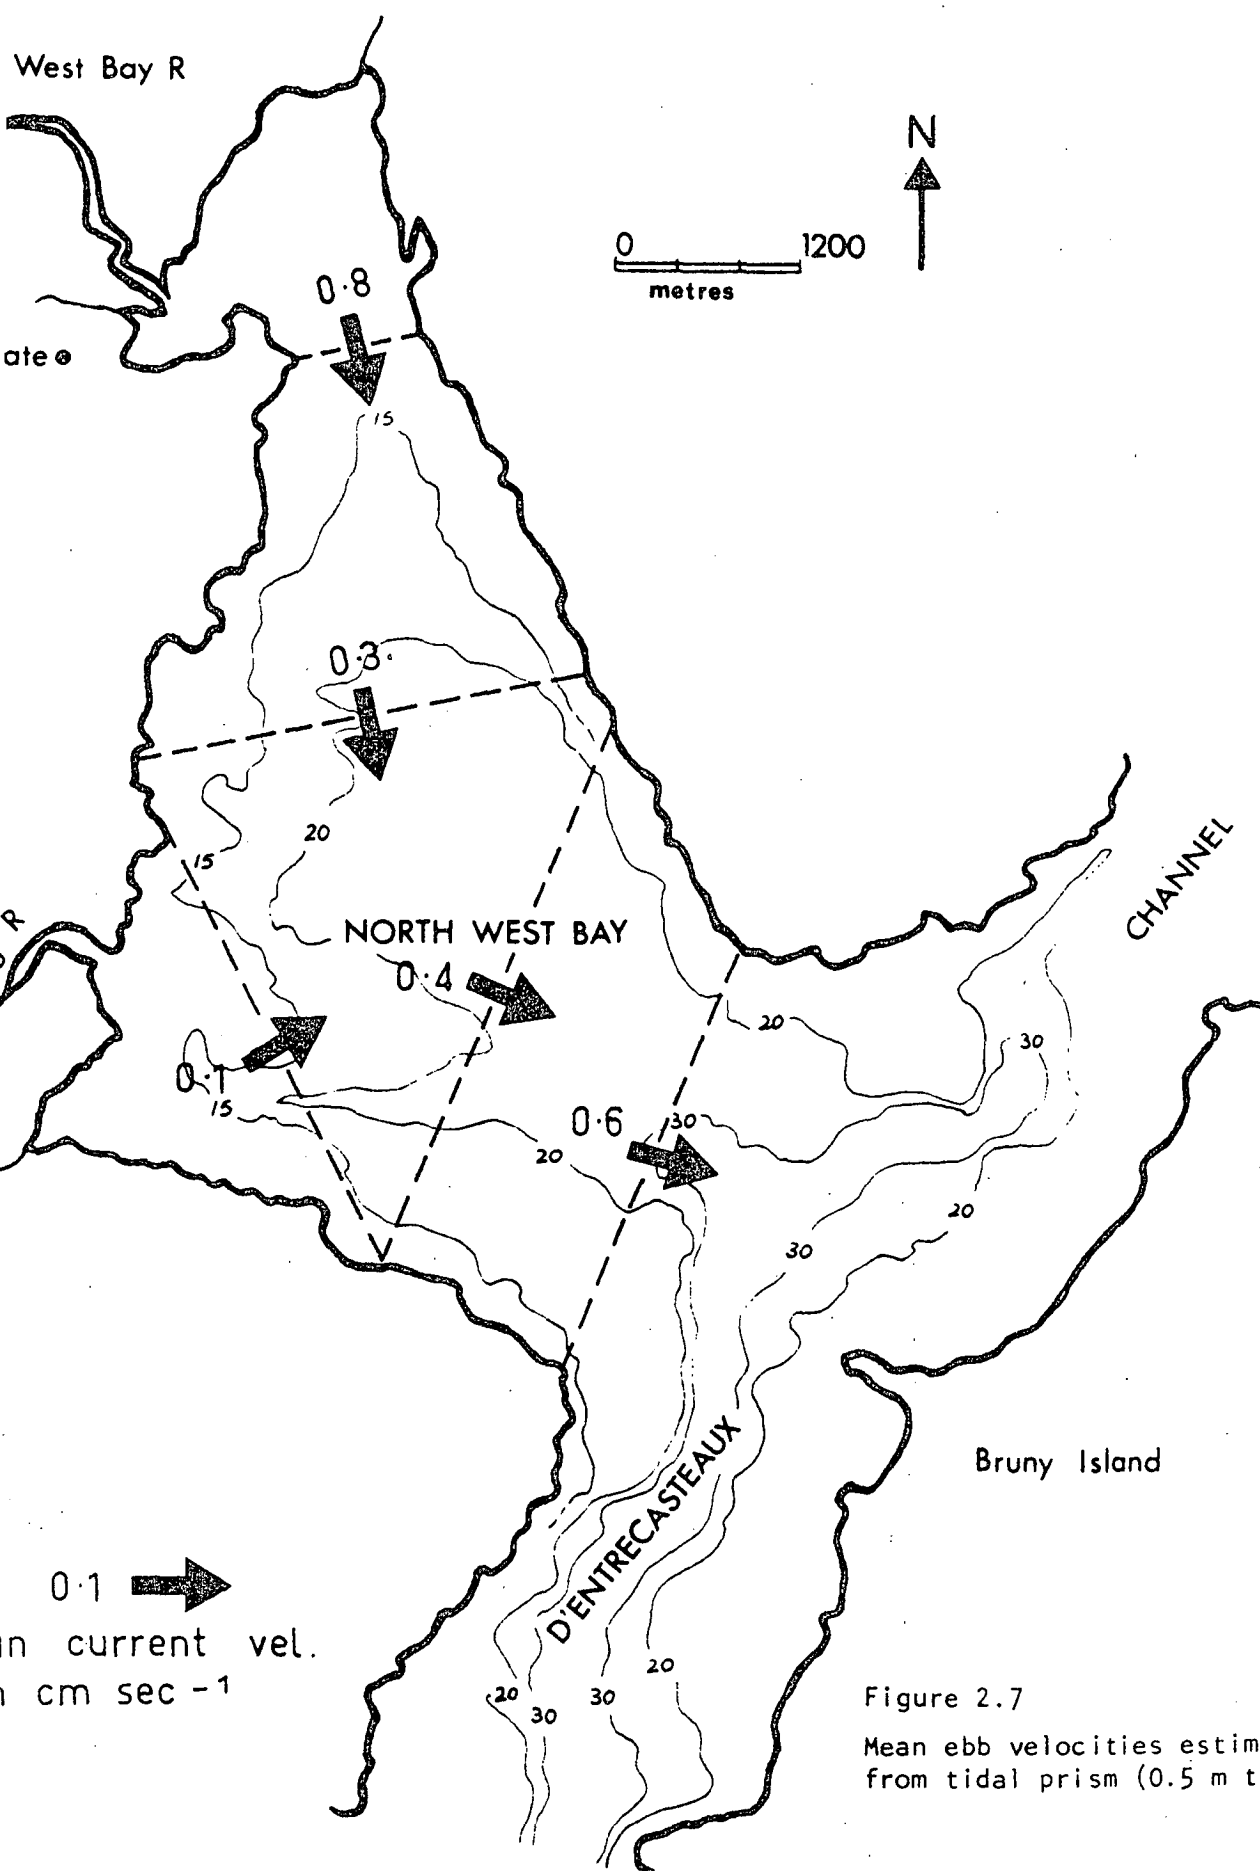 West Bay R
N
0 1200
metres
0·8
ate
15
0·3
20
15
R
NORTH WEST BAY
CHANNEL
0·4
20
30
0·1
15
0·6
30
20
20
30
Bruny Island
D'ENTRECASTEAUX
0·1
n current vel.
cm sec -1
20
20
30
30
Figure 2.7
Mean ebb velocities estim
from tidal prism (0.5 m t